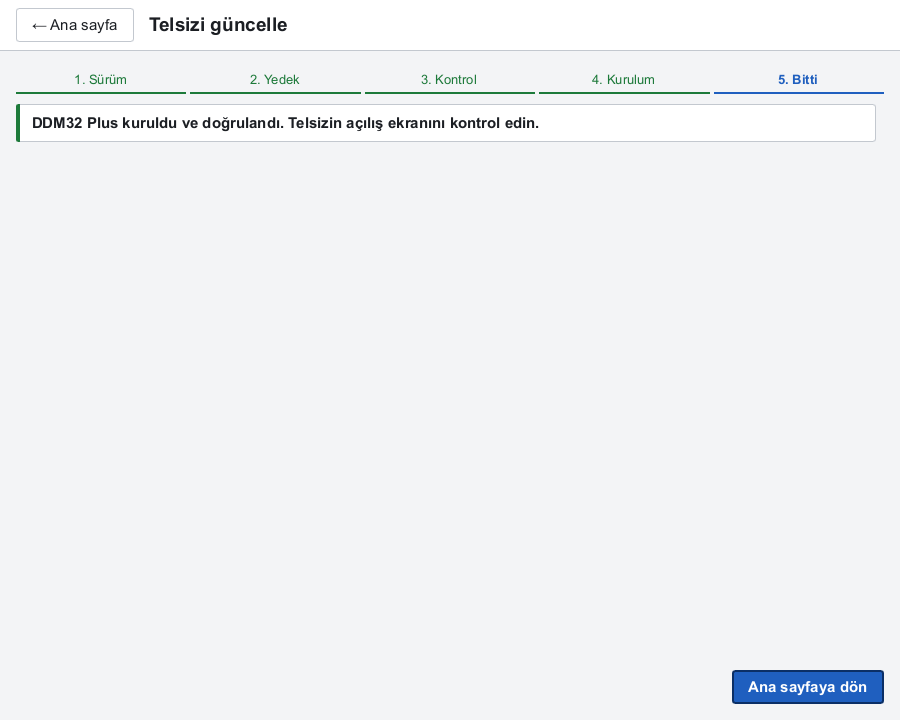 ← Ana sayfa
Telsizi güncelle
1. Sürüm
2. Yedek
3. Kontrol
4. Kurulum
5. Bitti
DDM32 Plus kuruldu ve doğrulandı. Telsizin açılış ekranını kontrol edin.
Ana sayfaya dön